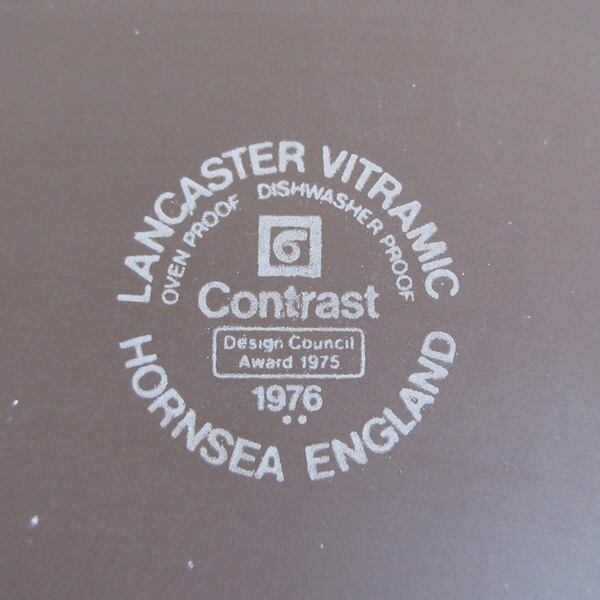 LANCASTER VITRAMIC
OVEN PROOF DISHWASHER PROOF
Contrast
Design Council
Award 1975
1976
HORNSEA ENGLAND